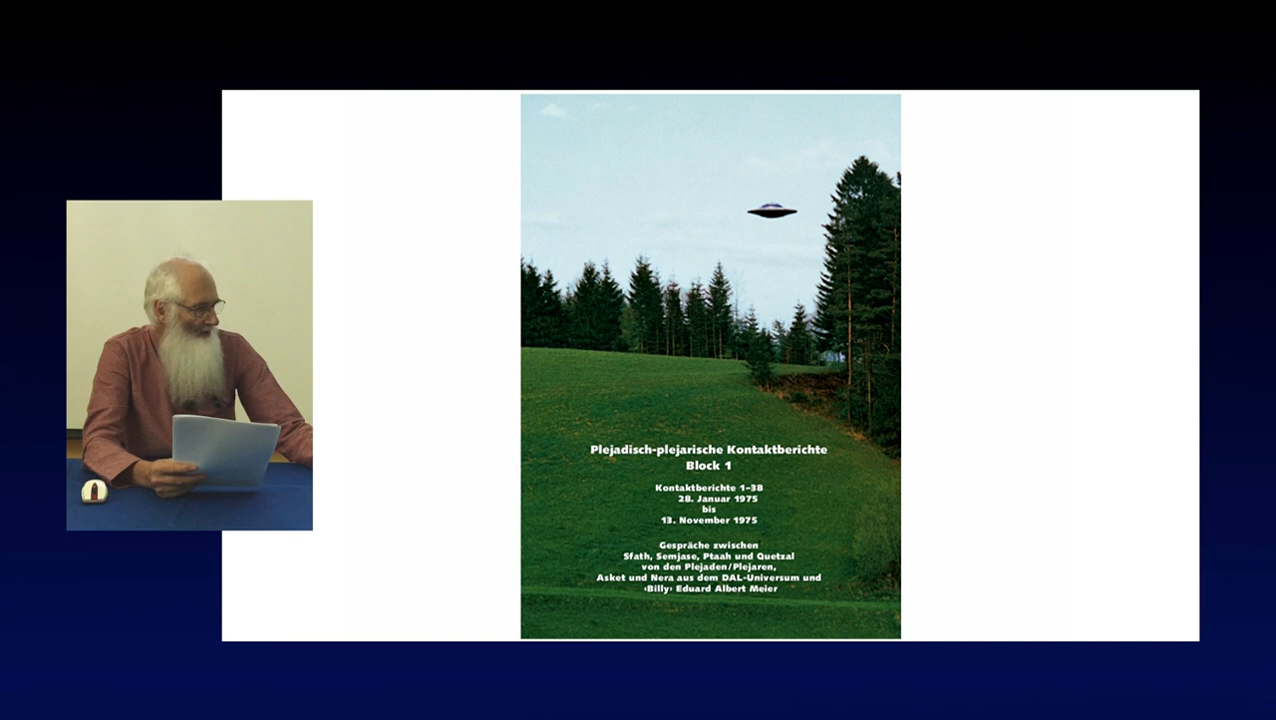 Plejadisch-plejarische Kontaktberichte
Block 1
Kontaktberichte 1–38
28. Januar 1975
bis
13. November 1975
Gespräche zwischen
Sfath, Semjase, Ptaah und Quetzal
von den Plejaden/Plejaren,
Asket und Nera aus dem DAL-Universum und
‹Billy› Eduard Albert Meier